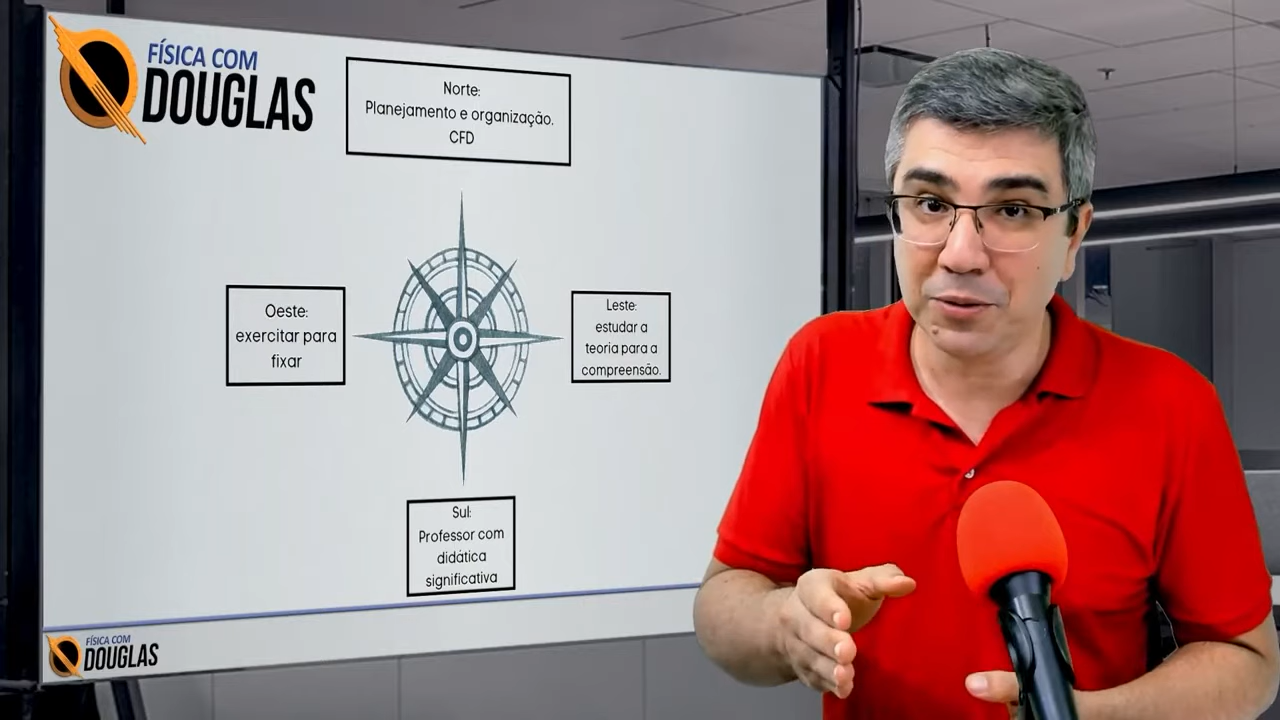 FÍSICA COM
DOUGLAS
Norte:
Planejamento e organização.
CFD
Oeste:
exercitar para
fixar
Leste:
estudar a
teoria para a
compreensão.
Sul:
Professor com
didática
significativa
FÍSICA COM
DOUGLAS